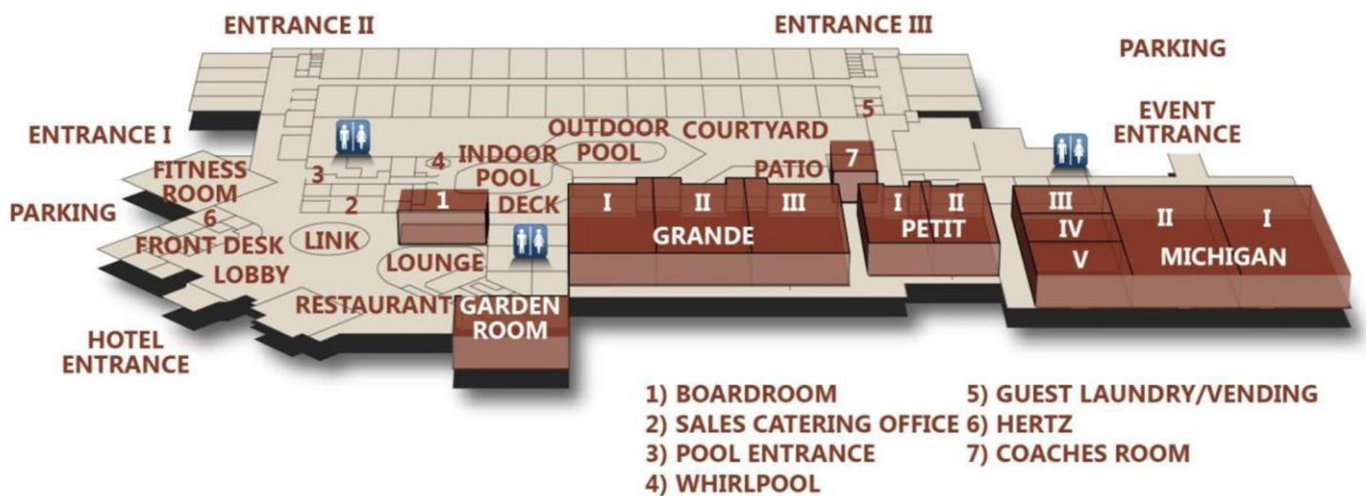 ENTRANCE II
ENTRANCE III
PARKING
ENTRANCE I
EVENT
ENTRANCE
OUTDOOR
POOL
COURTYARD
5
FITNESS
ROOM
3
4
INDOOR
POOL
PATIO
7
PARKING
6
2
1
DECK
I
II
III
GRANDE
I
II
PETIT
III
IV
V
II
I
MICHIGAN
FRONT DESK
LINK
LOBBY
LOUNGE
RESTAURANT
GARDEN
ROOM
HOTEL
ENTRANCE
1) BOARDROOM
2) SALES CATERING OFFICE
3) POOL ENTRANCE
4) WHIRLPOOL
5) GUEST LAUNDRY/VENDING
6) HERTZ
7) COACHES ROOM